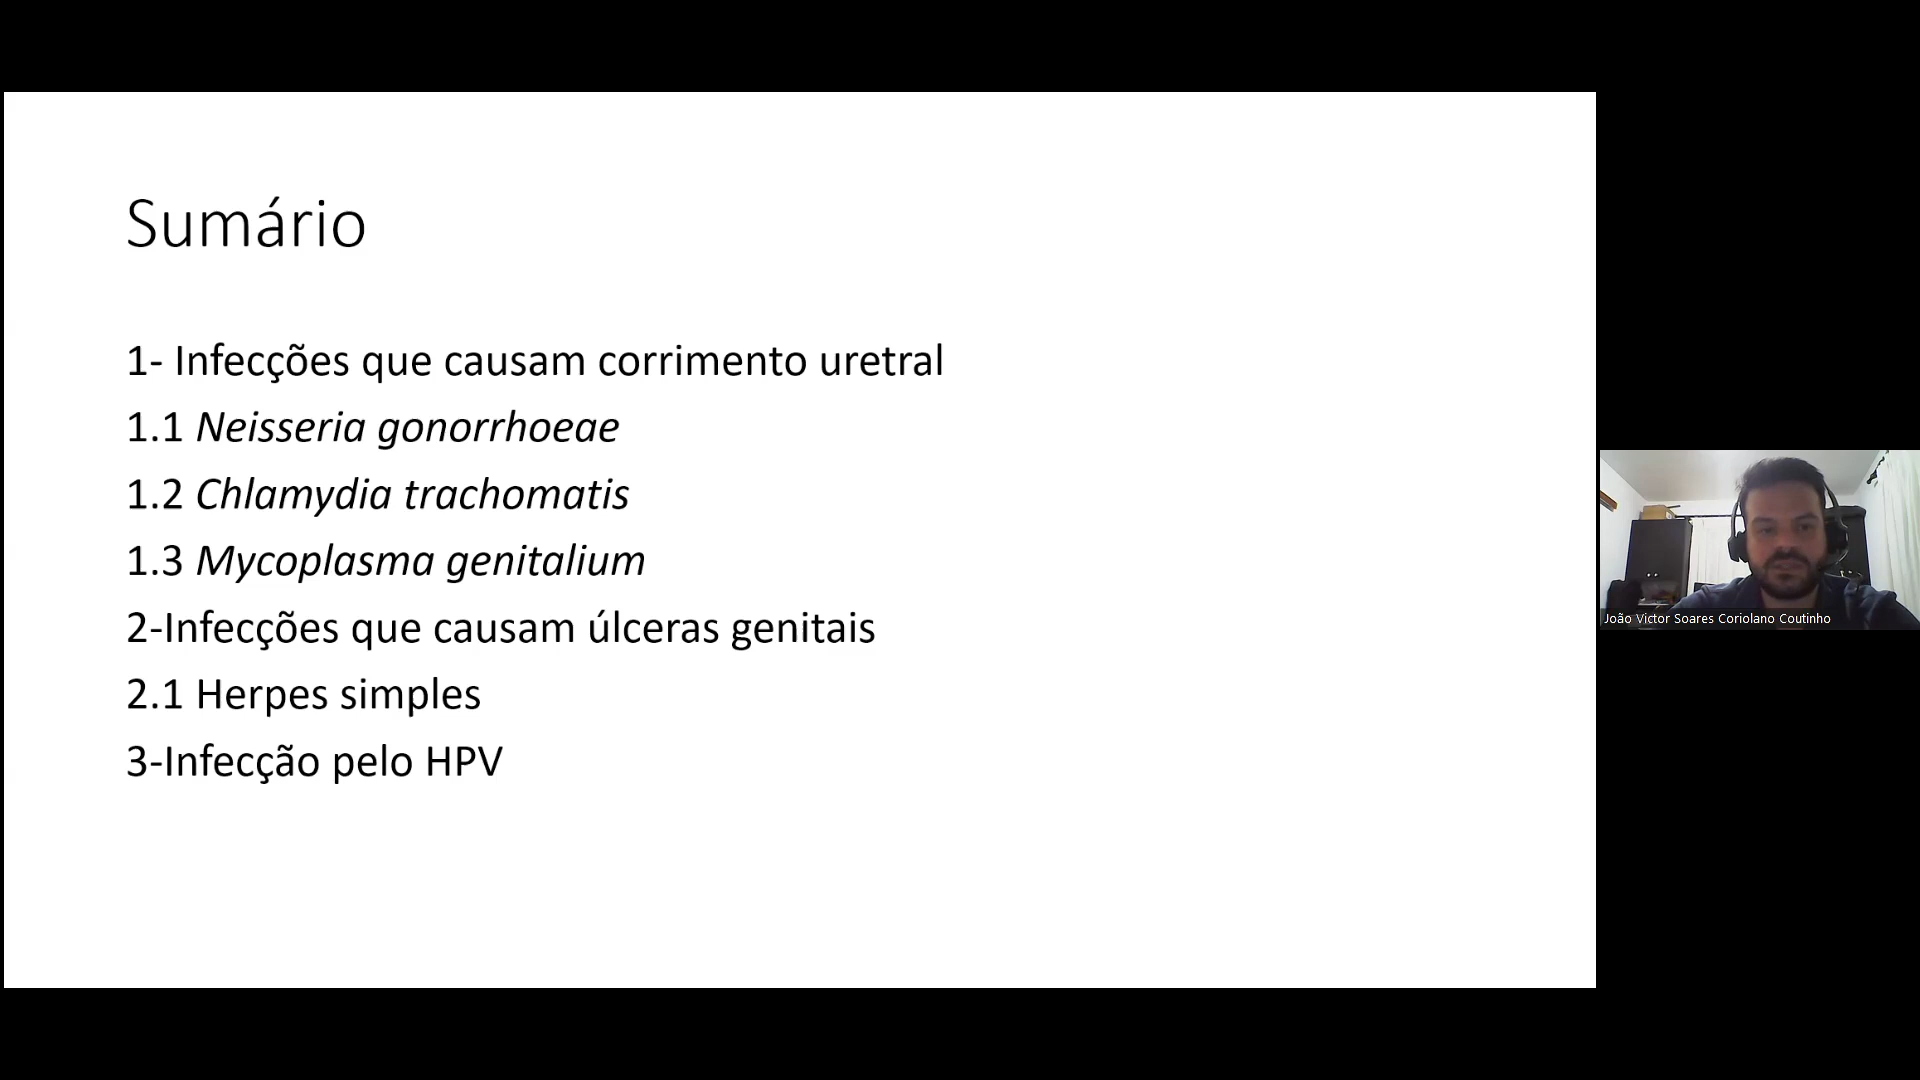 Sumário
1- Infecções que causam corrimento uretral
1.1 Neisseria gonorrhoeae
1.2 Chlamydia trachomatis
1.3 Mycoplasma genitalium
2-Infecções que causam úlceras genitais
2.1 Herpes simples
3-Infecção pelo HPV
João Victor Soares Coriolano Coutinho